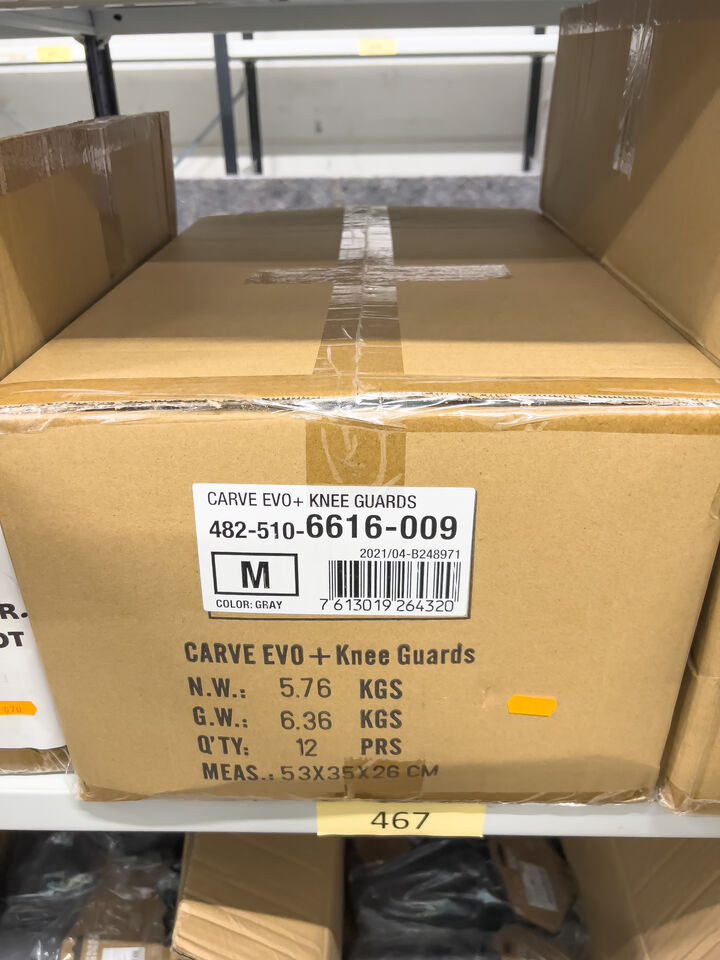 CARVE EVO+ KNEE GUARDS
482-510-6616-009
2021/04-B248971
M
COLOR: GRAY
7 613019 264320
CARVE EVO+Knee Guards
N.W.: 5.76 KGS
G.W.: 6.36 KGS
Q'TY: 12 PRS
MEAS.: 53X35X26 CM
467
R.
OT